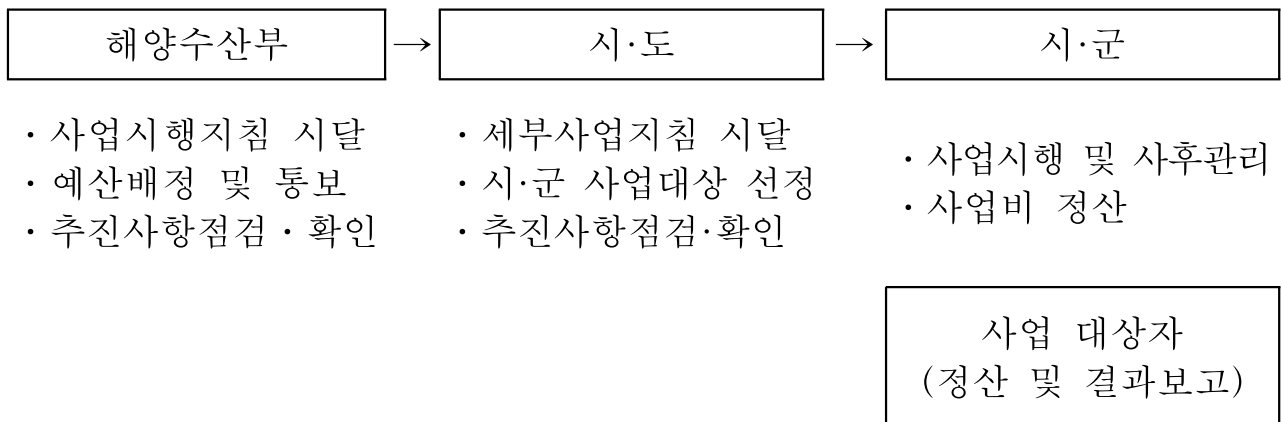 해양수산부 → 시·도 → 시·군
· 사업시행지침 시달
· 예산배정 및 통보
· 추진사항점검 · 확인
· 세부사업지침 시달
· 시·군 사업대상 선정
· 추진사항점검·확인
· 사업시행 및 사후관리
· 사업비 정산
사업 대상자
(정산 및 결과보고)